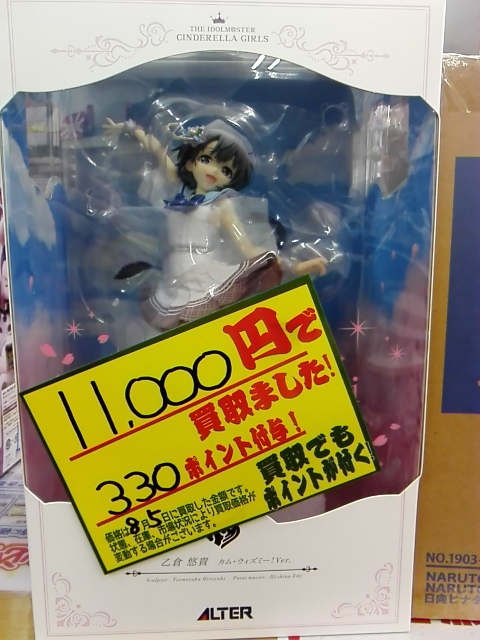 THE IDOLM@STER
CINDERELLA GIRLS
11,000円で
買取ました!
330ポイント付与!
買取でも
ポイントが付く!
価格は8月5日に買取した金額です。
状態、在庫、市場状況により買取価格が
変動する場合がございます。
乙倉 悠貴 カム・ウィズミー!Ver.
ALTER
NO.1903-
NARUTO
NARUTO
日向ヒナタ